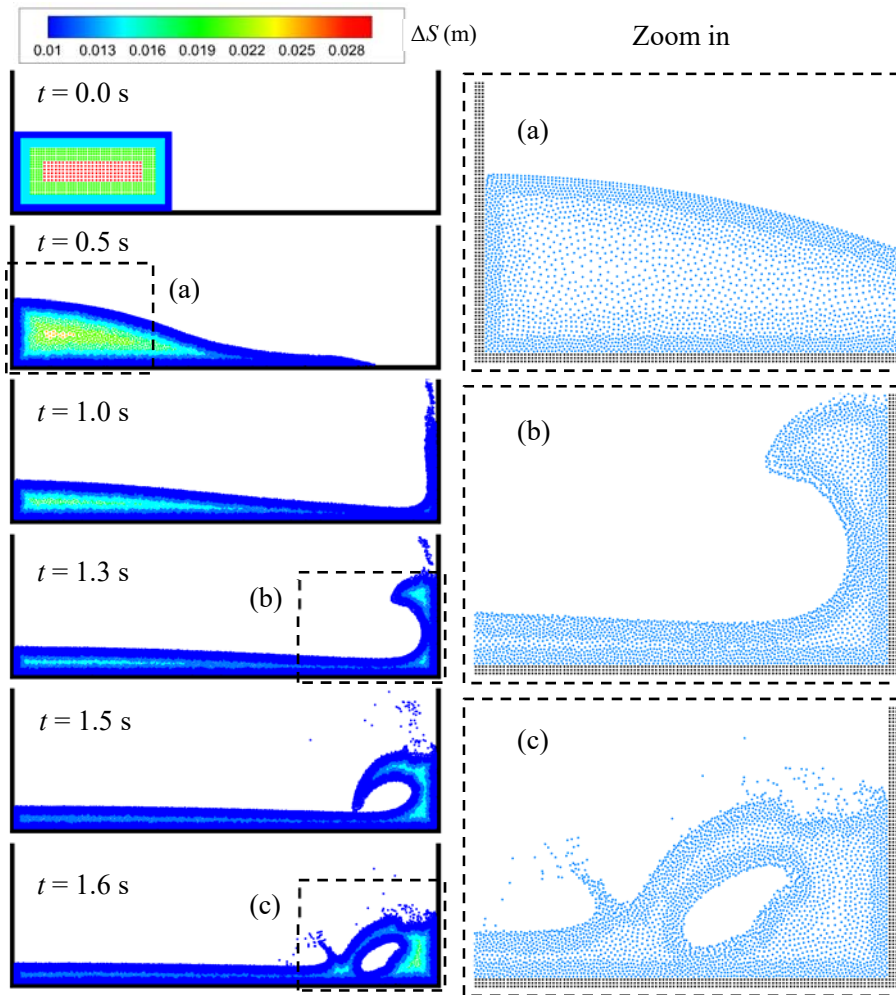 ΔS (m)
0.01 0.013 0.016 0.019 0.022 0.025 0.028
Zoom in
t = 0.0 s
(a)
t = 0.5 s
(a)
t = 1.0 s
(b)
t = 1.3 s
(b)
t = 1.5 s
(c)
t = 1.6 s
(c)